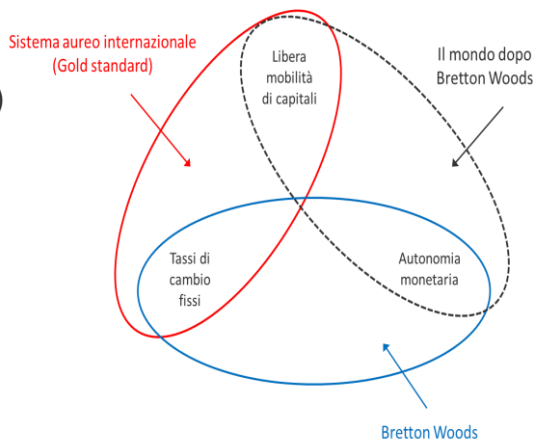 Sistema aureo internazionale
(Gold standard)
)
Libera
mobilità
di capitali
Il mondo dopo
Bretton Woods
Tassi di
cambio
fissi
Autonomia
monetaria
Bretton Woods